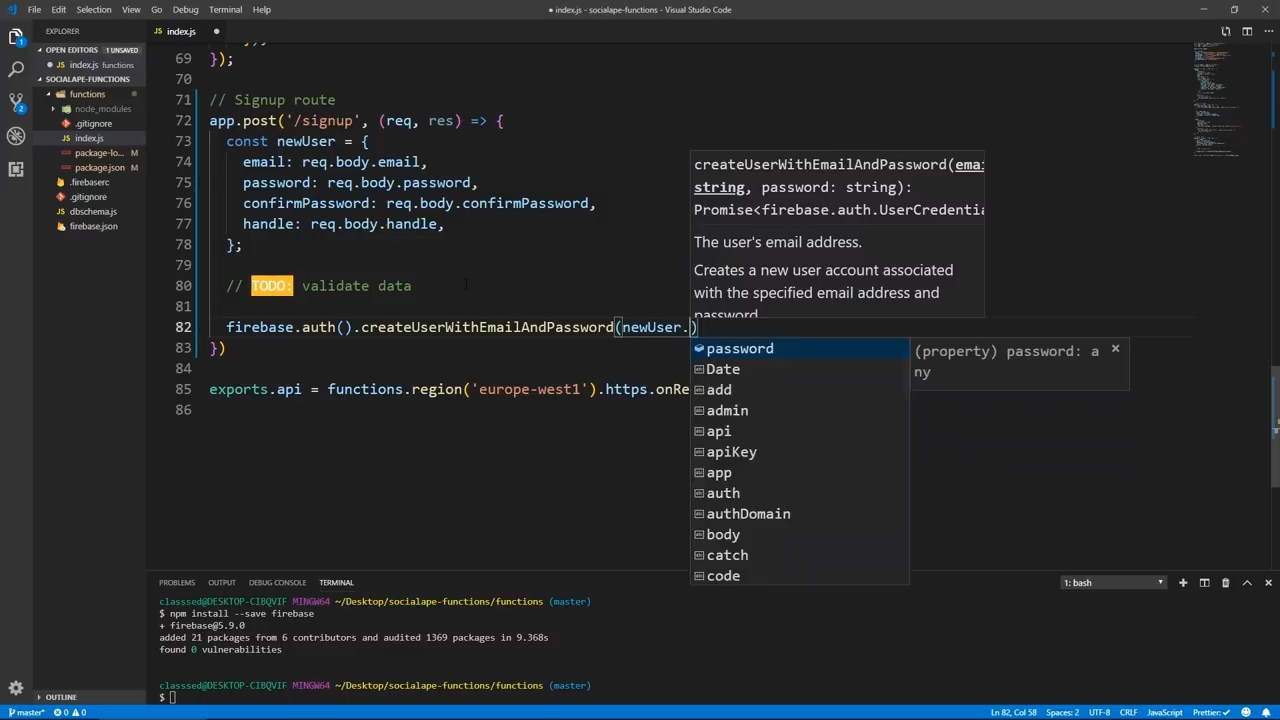 File Edit Selection View Go Debug Terminal Help
● index.js - socialape-functions - Visual Studio Code
EXPLORER
OPEN EDITORS 1 UNSAVED
● index.js functions
SOCIALAPE-FUNCTIONS
functions
node_modules
.gitignore
index.js
package-lo... M
package.json M
.firebaserc
.gitignore
dbschema.js
firebase.json
OUTLINE
1
2
index.js ●
69 });
70
71 // Signup route
72 app.post('/signup', (req, res) => {
73 const newUser = {
74 email: req.body.email,
75 password: req.body.password,
76 confirmPassword: req.body.confirmPassword,
77 handle: req.body.handle,
78 };
79
80 // TODO: validate data
81
82 firebase.auth().createUserWithEmailAndPassword(newUser.)
83 })
84
85 exports.api = functions.region('europe-west1').https.onRe
86
createUserWithEmailAndPassword(emai
string, password: string):
Promise<firebase.auth.UserCredentia
The user's email address.
Creates a new user account associated
with the specified email address and
password.
password
Date
add
admin
api
apiKey
app
auth
authDomain
body
catch
code
(property) password: a
ny
PROBLEMS OUTPUT DEBUG CONSOLE TERMINAL
1: bash
classsed@DESKTOP-CIBQVIF MINGW64 ~/Desktop/socialape-functions/functions (master)
$ npm install --save firebase
+ firebase@5.9.0
added 21 packages from 6 contributors and audited 1369 packages in 9.368s
found 0 vulnerabilities
classsed@DESKTOP-CIBQVIF MINGW64 ~/Desktop/socialape-functions/functions (master)
$
master* 0 0
Ln 82, Col 58 Spaces: 2 UTF-8 CRLF JavaScript Prettier: ✓